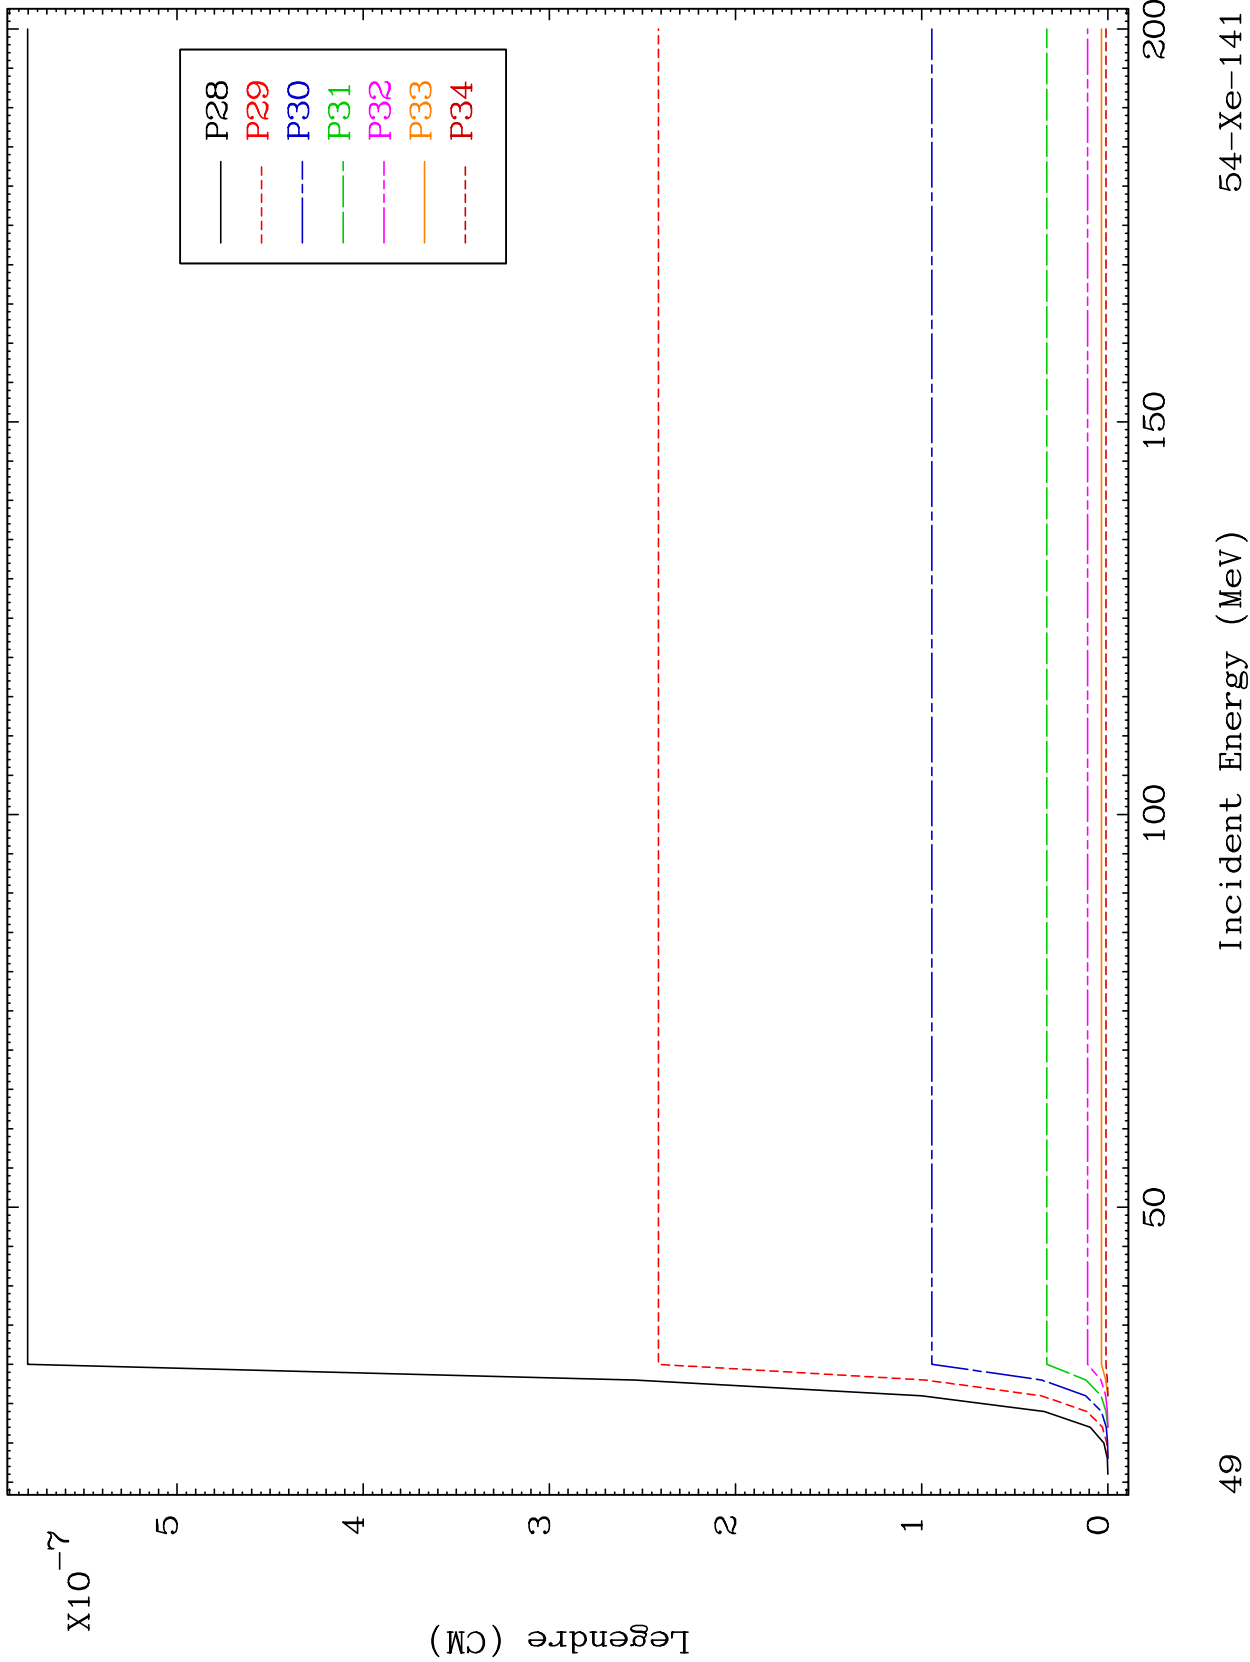 X10-7
Legendre (CM)
5
4
3
2
1
0
P28
P29
P30
P31
P32
P33
P34
50
100
150
200
Incident Energy (MeV)
49
54-Xe-141